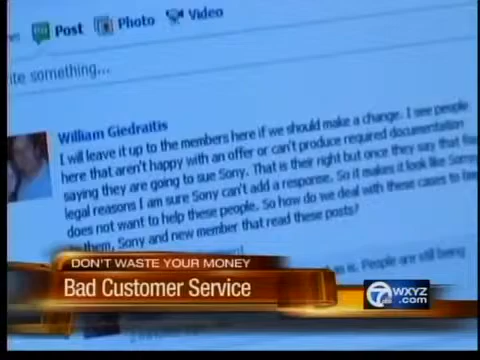 Post Photo Video
ite something...
William Giedraitis
I will leave it up to the members here if we should make a change. I see people
here that aren't happy with an offer or can't produce required documentation
saying they are going to sue Sony. That is their right but once they say that
legal reasons I am sure Sony can't add a response. So it makes it look like Sony
does not want to help these people. So how do we deal with these cases to
them, Sony and new member that read these posts?
is. People are still being
DON'T WASTE YOUR MONEY
Bad Customer Service
7 WXYZ
.com